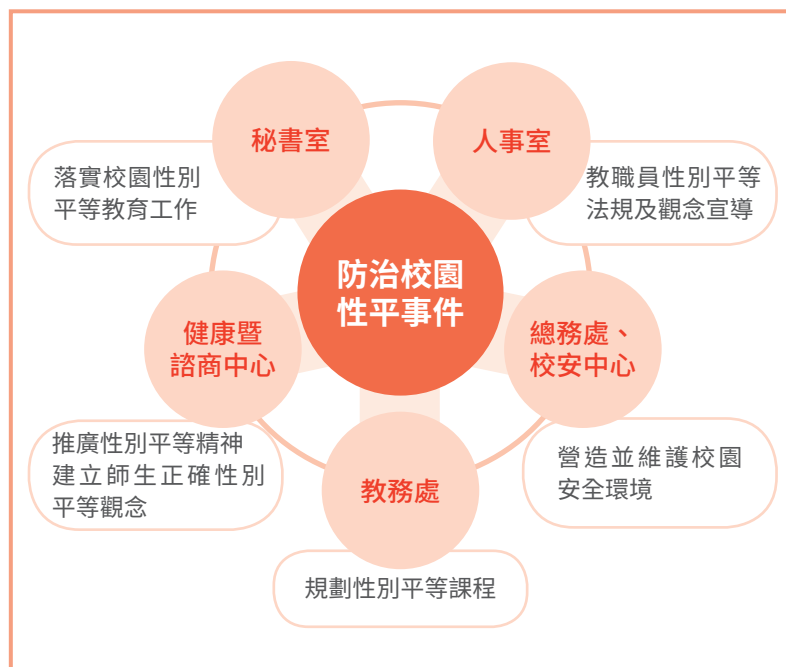 秘書室
人事室
落實校園性別
平等教育工作
教職員性別平等
法規及觀念宣導
防治校園
性平事件
健康暨
諮商中心
總務處、
校安中心
推廣性別平等精神
建立師生正確性別
平等觀念
營造並維護校園
安全環境
教務處
規劃性別平等課程